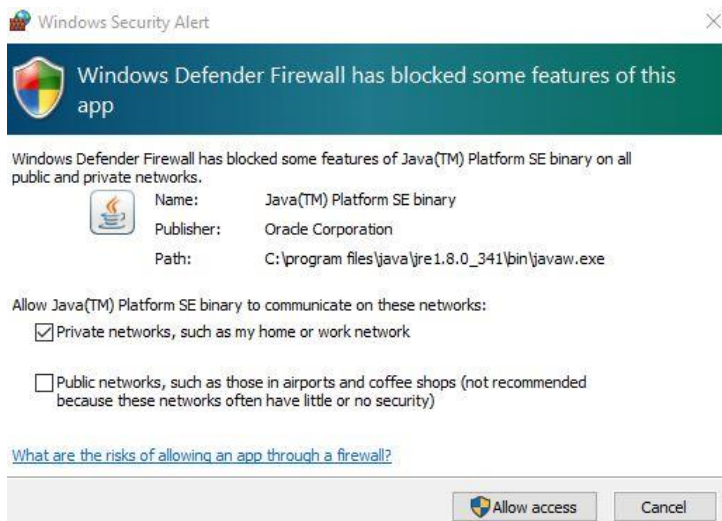 Windows Security Alert
Windows Defender Firewall has blocked some features of this
app
Windows Defender Firewall has blocked some features of Java(TM) Platform SE binary on all
public and private networks.
Name: Java(TM) Platform SE binary
Publisher: Oracle Corporation
Path: C:\program files\java\jre1.8.0_341\bin\javaw.exe
Allow Java(TM) Platform SE binary to communicate on these networks:
Private networks, such as my home or work network
Public networks, such as those in airports and coffee shops (not recommended
because these networks often have little or no security)
What are the risks of allowing an app through a firewall?
Allow access Cancel